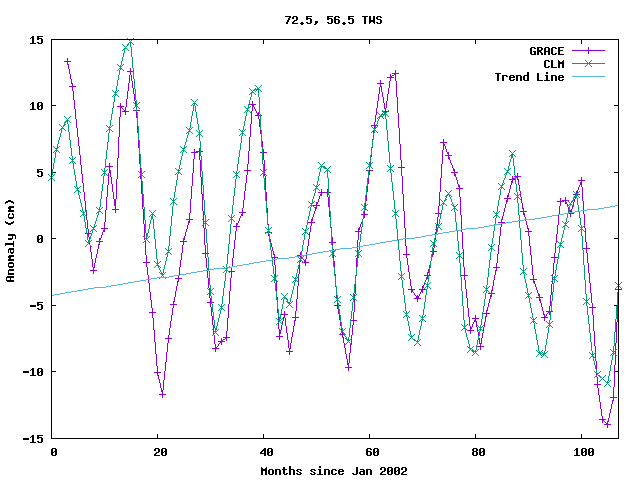 72.5, 56.5 TWS
GRACE
CLM
Trend Line
15
10
5
0
-5
-10
-15
Anomaly (cm)
0 20 40 60 80 100
Months since Jan 2002